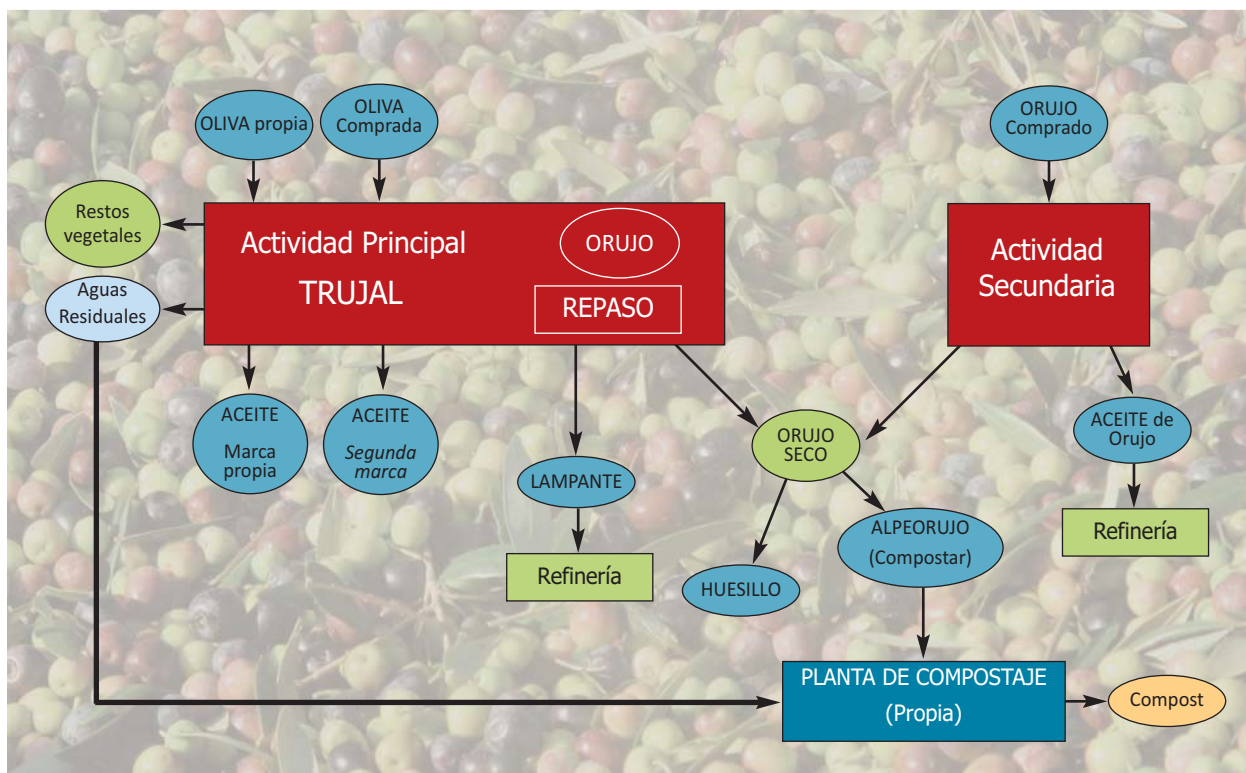 OLIVA propia
OLIVA
Comprada
ORUJO
Comprado
Restos
vegetales
Actividad Principal
TRUJAL
ORUJO
REPASO
Actividad
Secundaria
Aguas
Residuales
ACEITE
Marca
propia
ACEITE
Segunda
marca
LAMPANTE
Refinería
ORUJO
SECO
ACEITE de
Orujo
Refinería
HUESILLO
ALPEORUJO
(Compostar)
PLANTA DE COMPOSTAJE
(Propia)
Compost